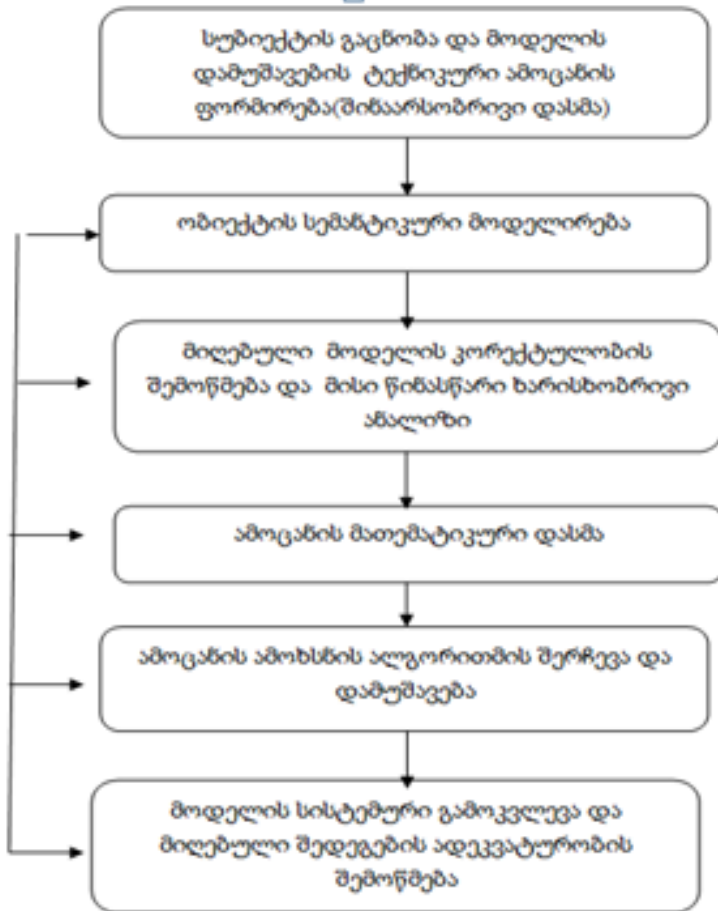 სუბიექტის გაცნობა და მოდელის
დამუშავების ტექნიკური ამოცანის
ფორმირება(შინაარსობრივი დასმა)
ობიექტის სემანტიკური მოდელირება
მიღებული მოდელის კორექტულობის
შემოწმება და მისი წინასწარი ხარისხობრივი
ანალიზი
ამოცანის მათემატიკური დასმა
ამოცანის ამოხსნის ალგორითმის შერჩევა და
დამუშავება
მოდელის სისტემური გამოკვლევა და
მიღებული შედეგების ადეკვატურობის
შემოწმება